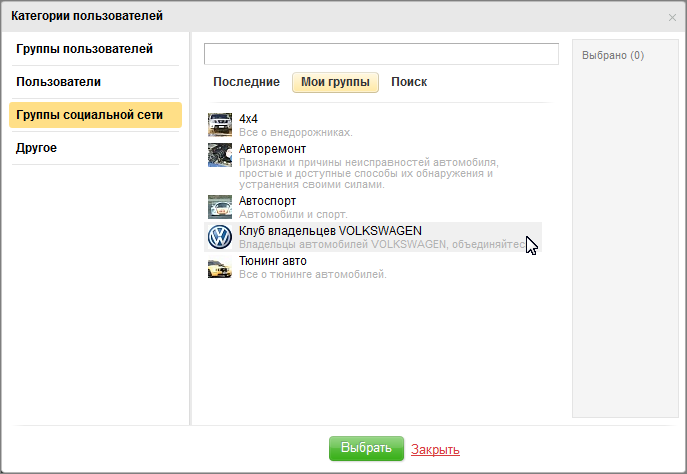 Категории пользователей
Группы пользователей
Пользователи
Группы социальной сети
Другое
Последние
Мои группы
Поиск
4x4
Все о внедорожниках.
Авторемонт
Признаки и причины неисправностей автомобиля,
простые и доступные способы их обнаружения и
устранения своими силами.
Автоспорт
Автомобили и спорт.
Клуб владельцев VOLKSWAGEN
Владельцы автомобилей VOLKSWAGEN, объединяйтес
Тюнинг авто
Все о тюнинге автомобилей.
Выбрано (0)
Выбрать
Закрыть